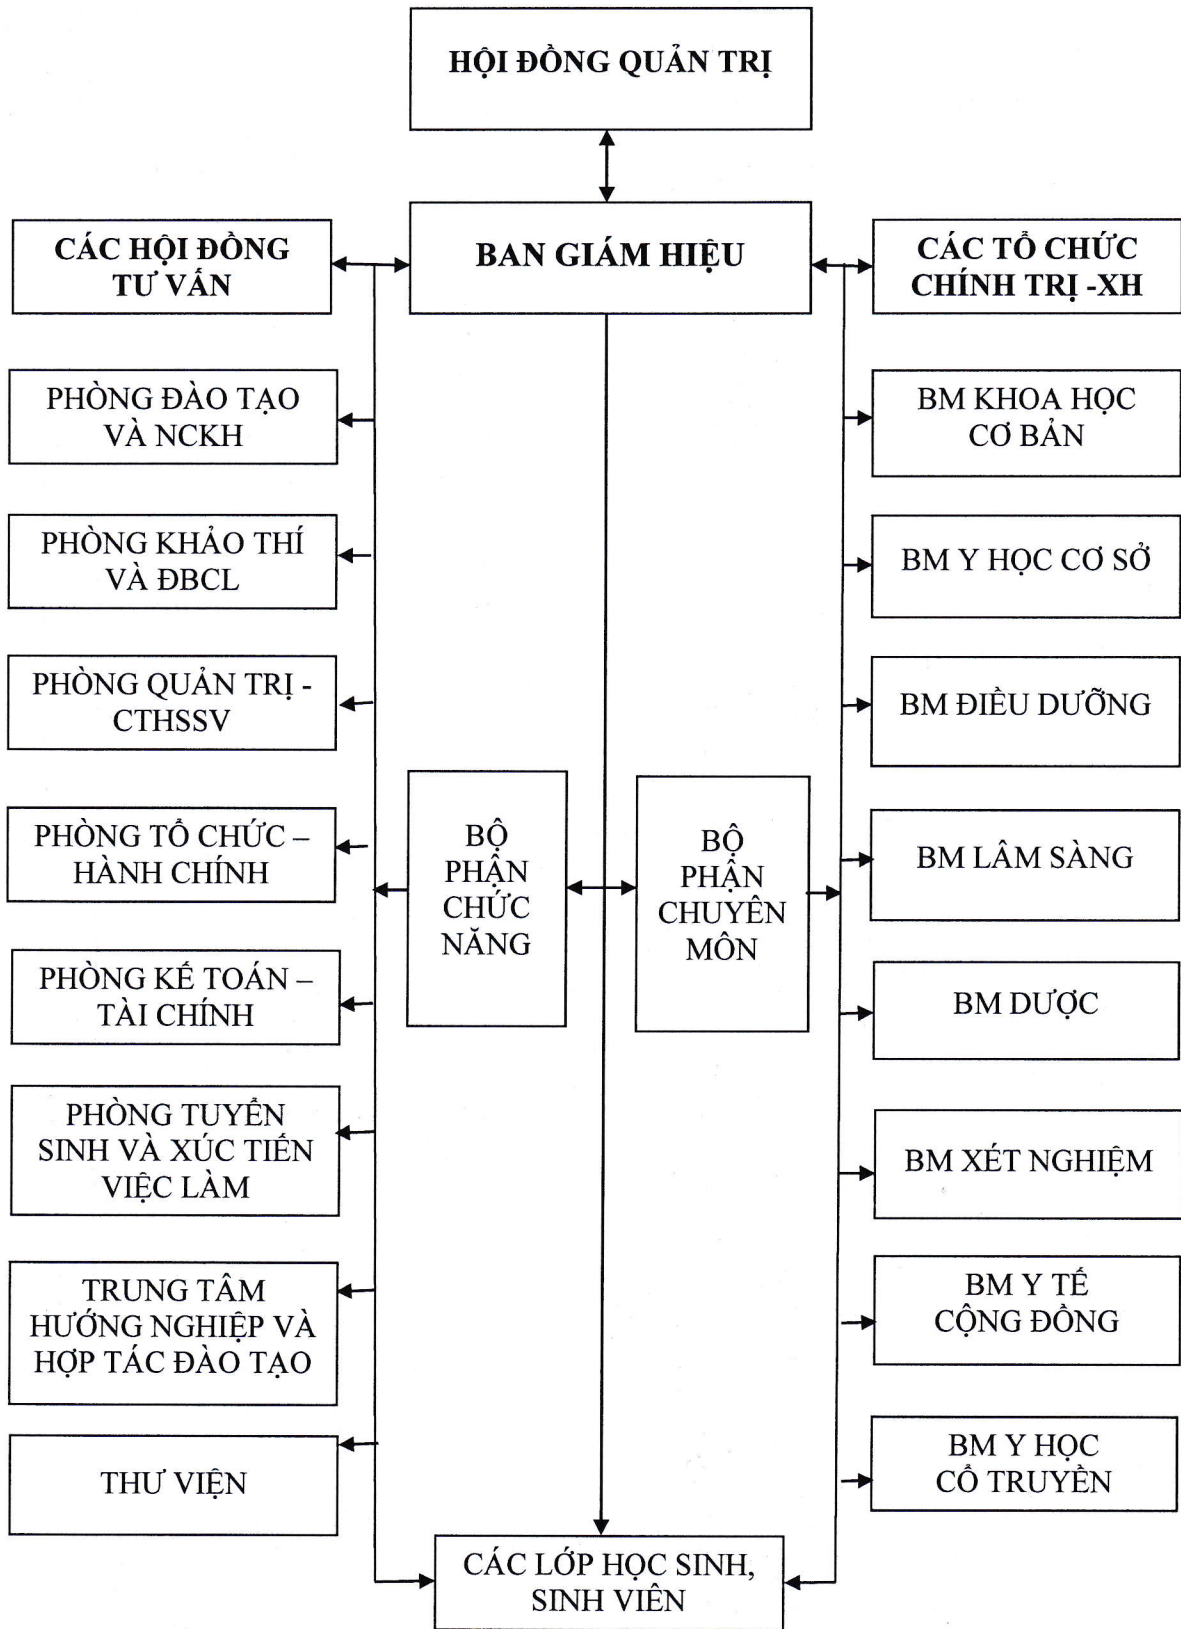 HỘI ĐỒNG QUẢN TRỊ
CÁC HỘI ĐỒNG
TƯ VẤN
BAN GIÁM HIỆU
CÁC TỔ CHỨC
CHÍNH TRỊ -XH
PHÒNG ĐÀO TẠO
VÀ NCKH
PHÒNG KHẢO THÍ
VÀ ĐBCL
PHÒNG QUẢN TRỊ -
CTHSSV
PHÒNG TỔ CHỨC –
HÀNH CHÍNH
PHÒNG KẾ TOÁN –
TÀI CHÍNH
PHÒNG TUYỂN
SINH VÀ XÚC TIẾN
VIỆC LÀM
TRUNG TÂM
HƯỚNG NGHIỆP VÀ
HỢP TÁC ĐÀO TẠO
THƯ VIỆN
BỘ
PHẬN
CHỨC
NĂNG
BỘ
PHẬN
CHUYÊN
MÔN
BM KHOA HỌC
CƠ BẢN
BM Y HỌC CƠ SỞ
BM ĐIỀU DƯỠNG
BM LÂM SÀNG
BM DƯỢC
BM XÉT NGHIỆM
BM Y TẾ
CỘNG ĐỒNG
BM Y HỌC
CỔ TRUYỀN
CÁC LỚP HỌC SINH,
SINH VIÊN